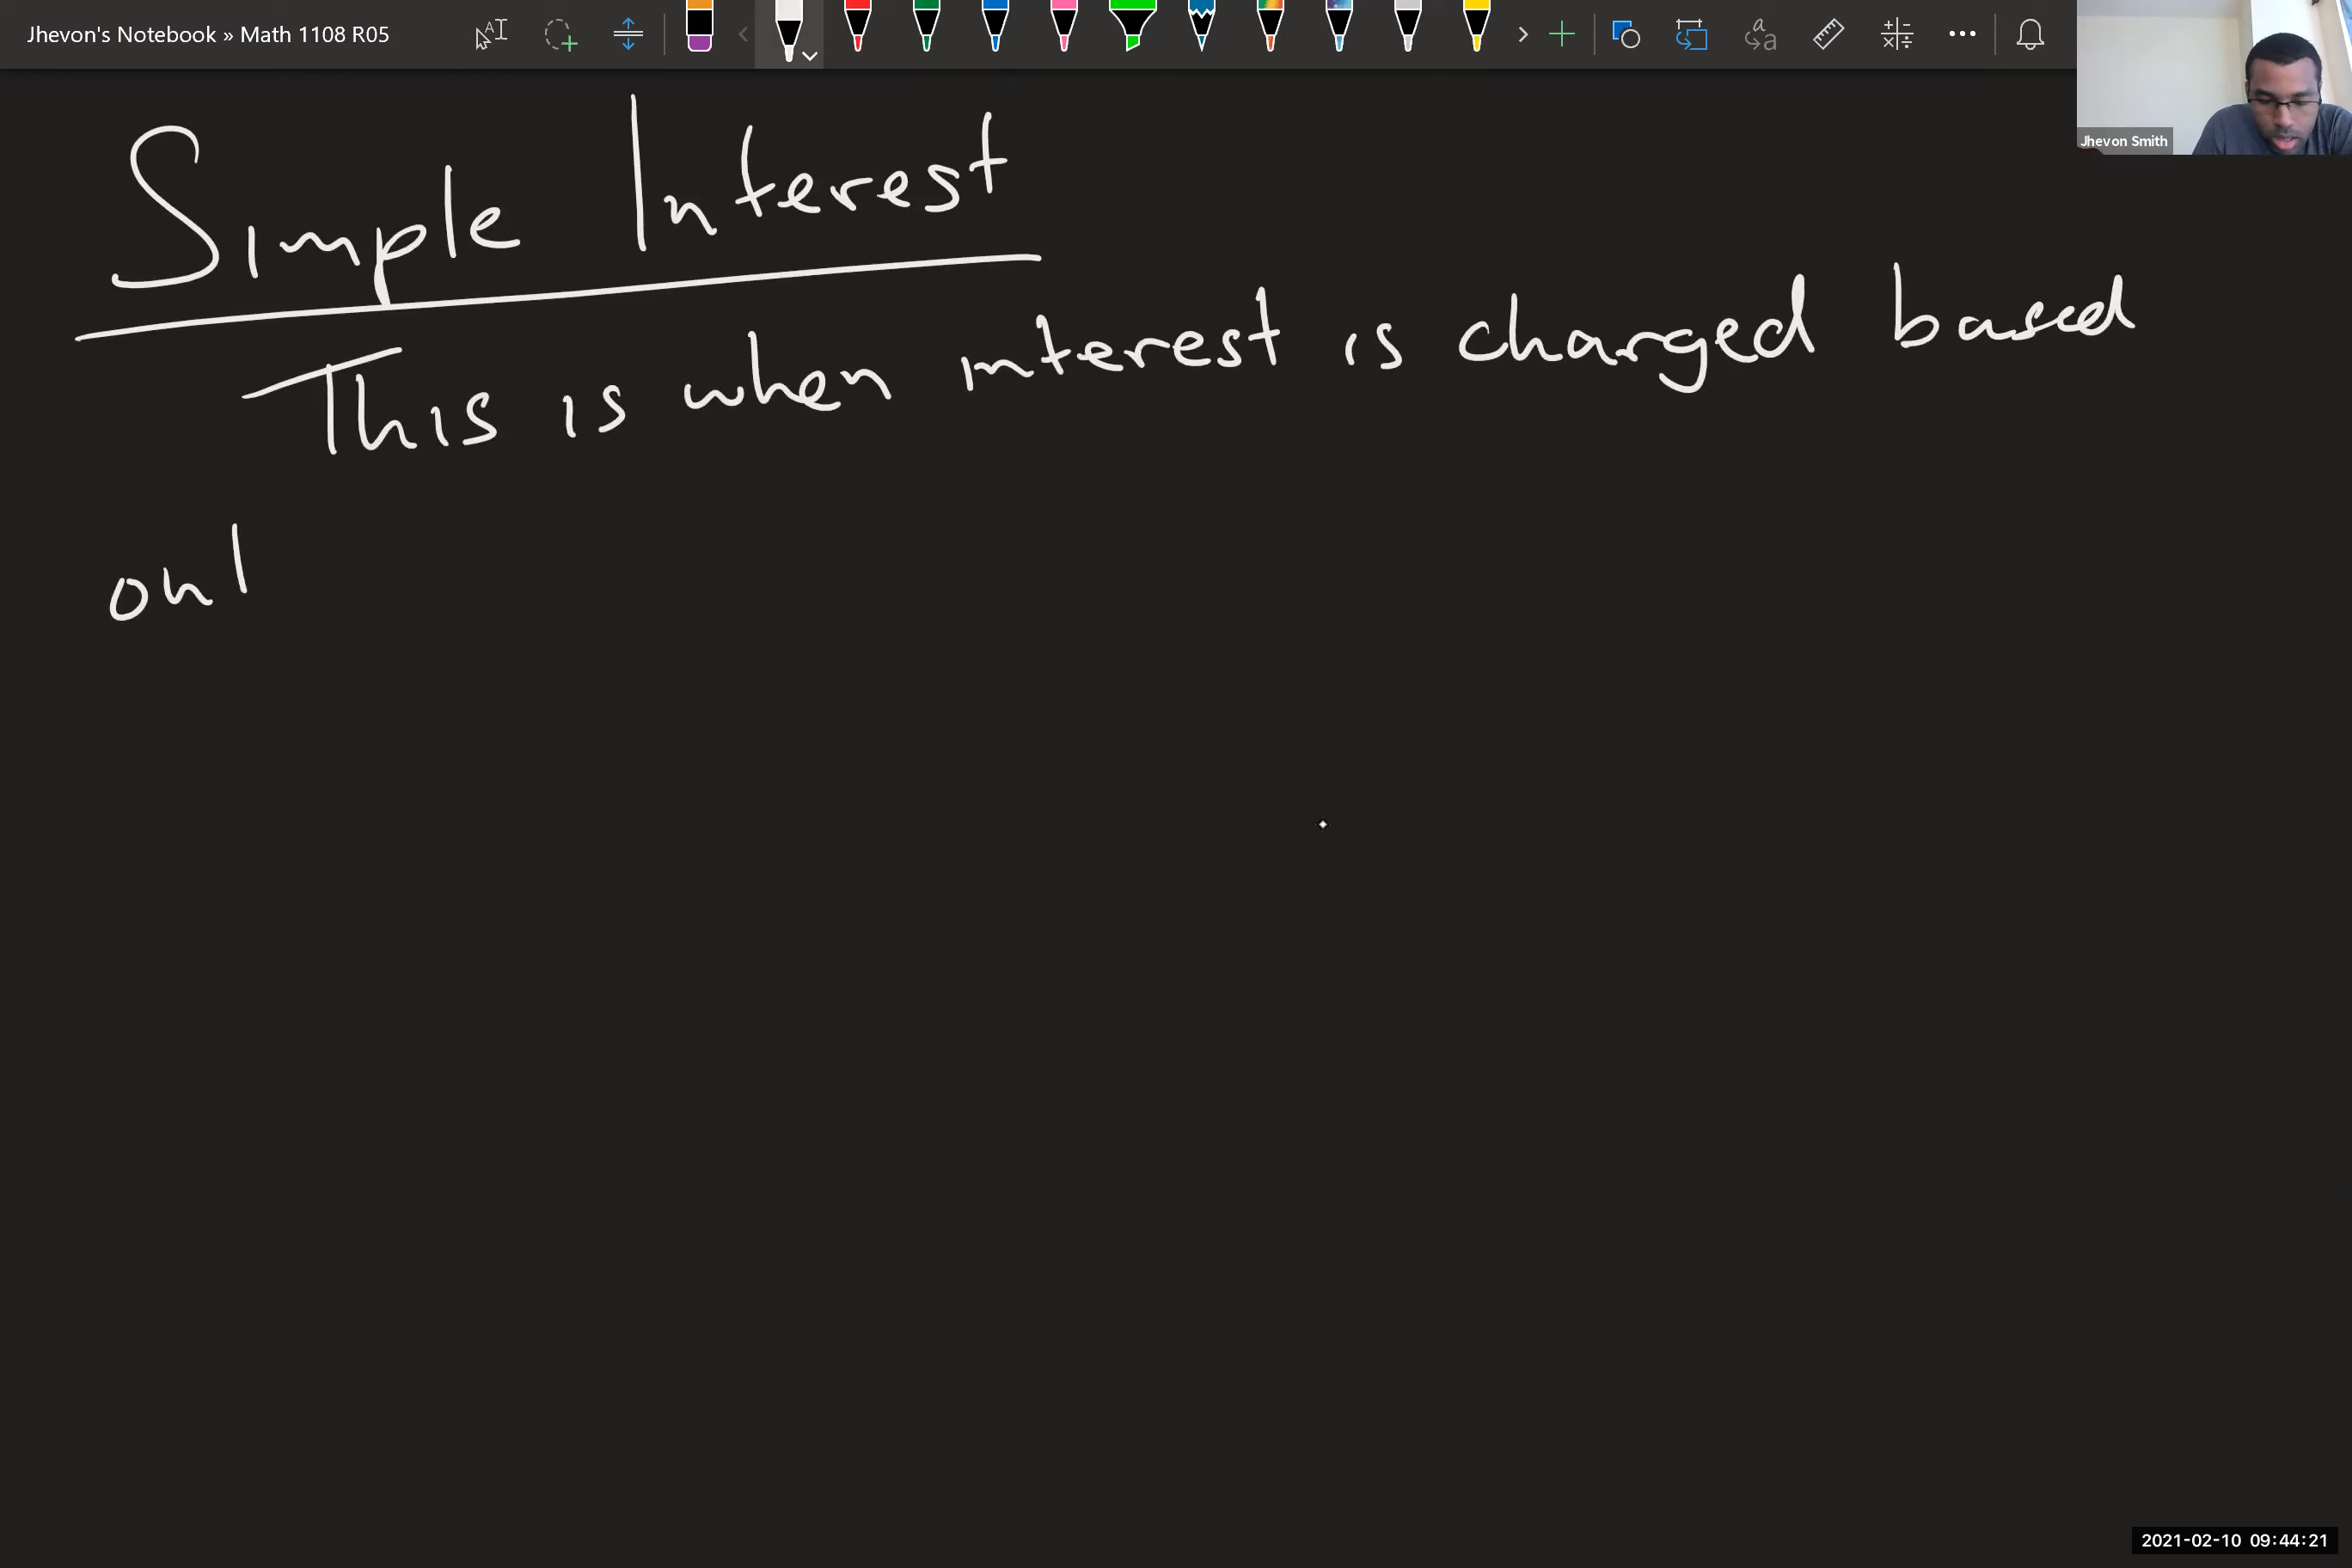 Jhevon's Notebook » Math 1108 R05
Jhevon Smith
Simple Interest
This is when interest is charged based
onl
2021-02-10 09:44:21